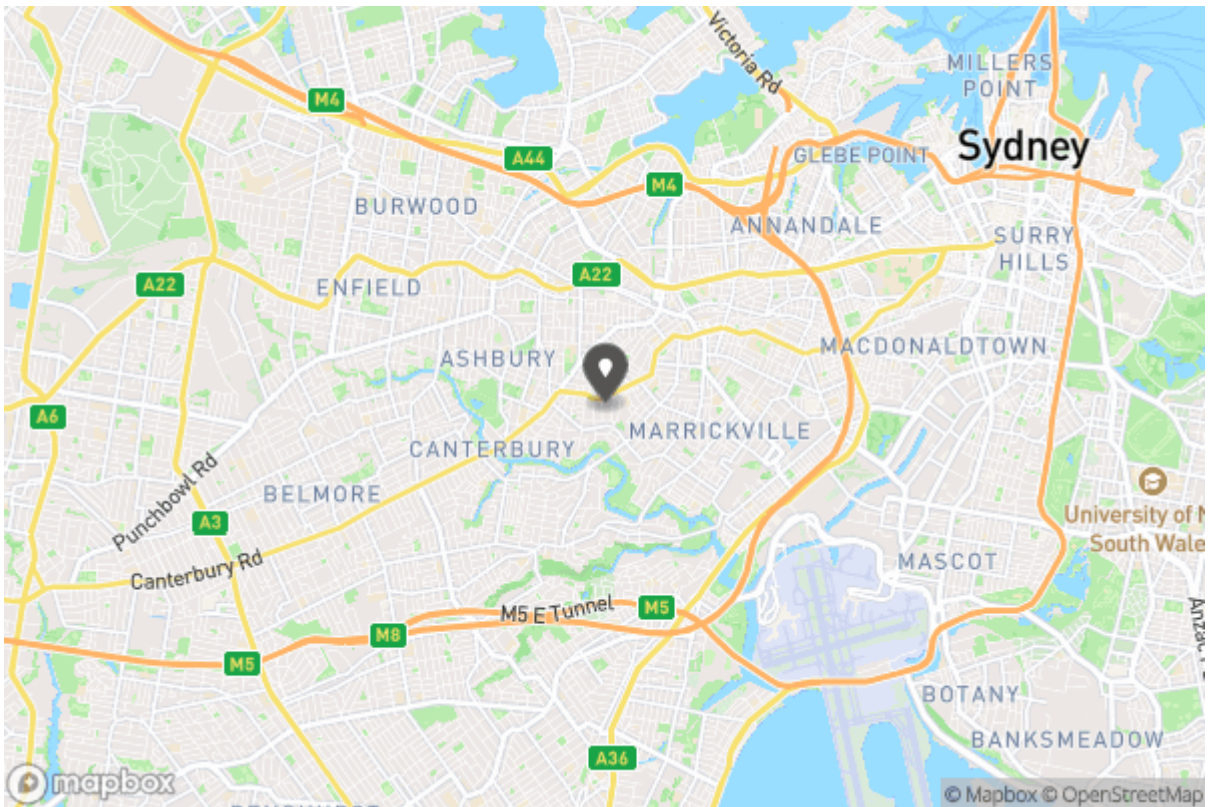 Victoria Rd
MILLERS
POINT
M4
Sydney
A44
GLEBE POINT
M4
BURWOOD
ANNANDALE
SURRY
HILLS
A22
A22
ENFIELD
ASHBURY
MACDONALDTOWN
A6
MARRICKVILLE
CANTERBURY
Punchbowl Rd
BELMORE
University of N
South Wale
A3
MASCOT
Canterbury Rd
M5 E Tunnel
M5
M8
M5
BOTANY
BANKSMEADOW
A36
mapbox
© Mapbox © OpenStreetMap